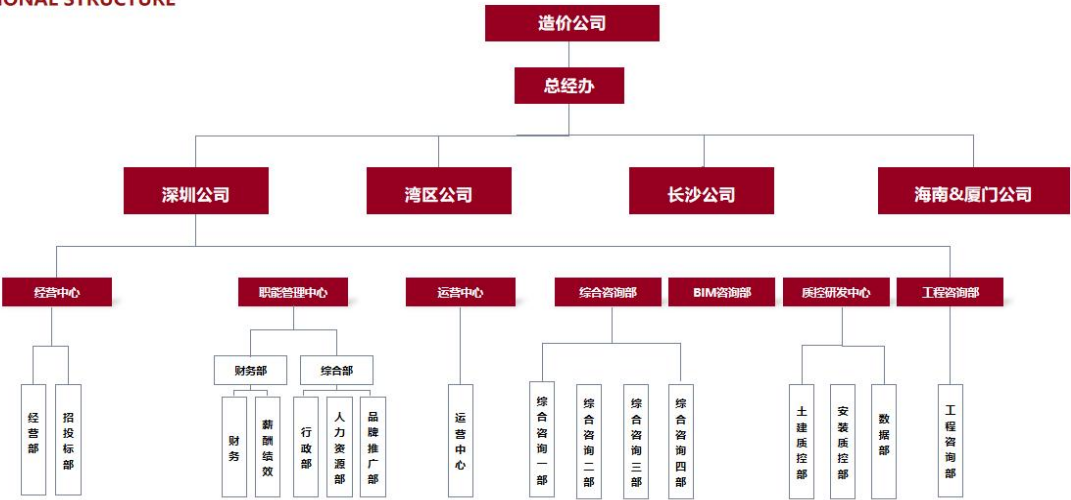 IONAL STRUCTURE
造价公司
总经办
深圳公司
湾区公司
长沙公司
海南&厦门公司
经营中心
职能管理中心
运营中心
综合咨询部
BIM咨询部
质控研发中心
工程咨询部
财务部
综合部
经营部
招投标部
财务
薪酬绩效
行政部
人力资源部
品牌推广部
运营中心
综合咨询一部
综合咨询二部
综合咨询三部
综合咨询四部
土建质控部
安装质控部
数据部
工程咨询部